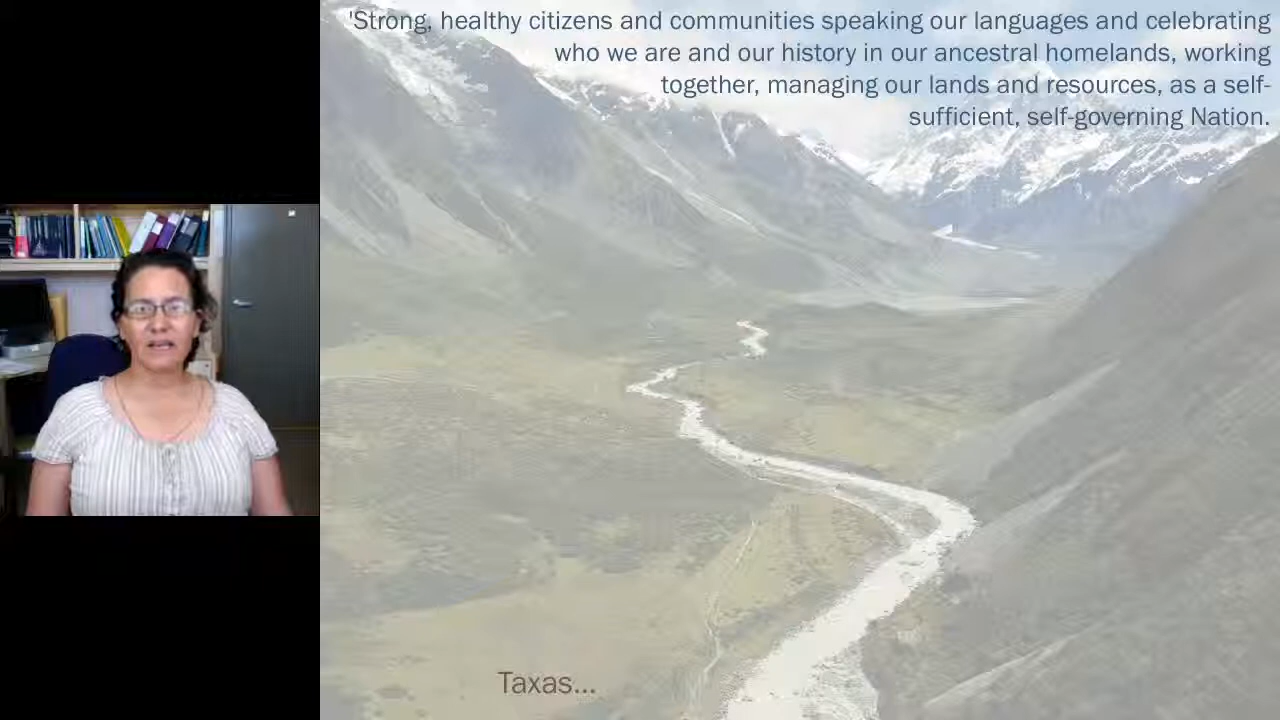 'Strong, healthy citizens and communities speaking our languages and celebrating
who we are and our history in our ancestral homelands, working
together, managing our lands and resources, as a self-
sufficient, self-governing Nation.
Taxas...